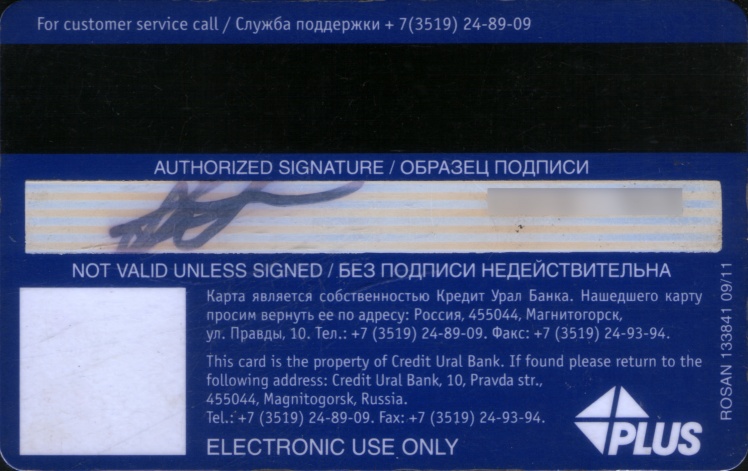 For customer service call / Служба поддержки + 7(3519) 24-89-09
AUTHORIZED SIGNATURE / ОБРАЗЕЦ ПОДПИСИ
NOT VALID UNLESS SIGNED / БЕЗ ПОДПИСИ НЕДЕЙСТВИТЕЛЬНА
Карта является собственностью Кредит Урал Банка. Нашедшего карту
просим вернуть ее по адресу: Россия, 455044, Магнитогорск,
ул. Правды, 10. Тел.: +7 (3519) 24-89-09. Факс: +7 (3519) 24-93-94.
This card is the property of Credit Ural Bank. If found please return to the
following address: Credit Ural Bank, 10, Pravda str.,
455044, Magnitogorsk, Russia.
Tel.: +7 (3519) 24-89-09. Fax: +7 (3519) 24-93-94.
ELECTRONIC USE ONLY
PLUS
ROSAN 133841 09/11